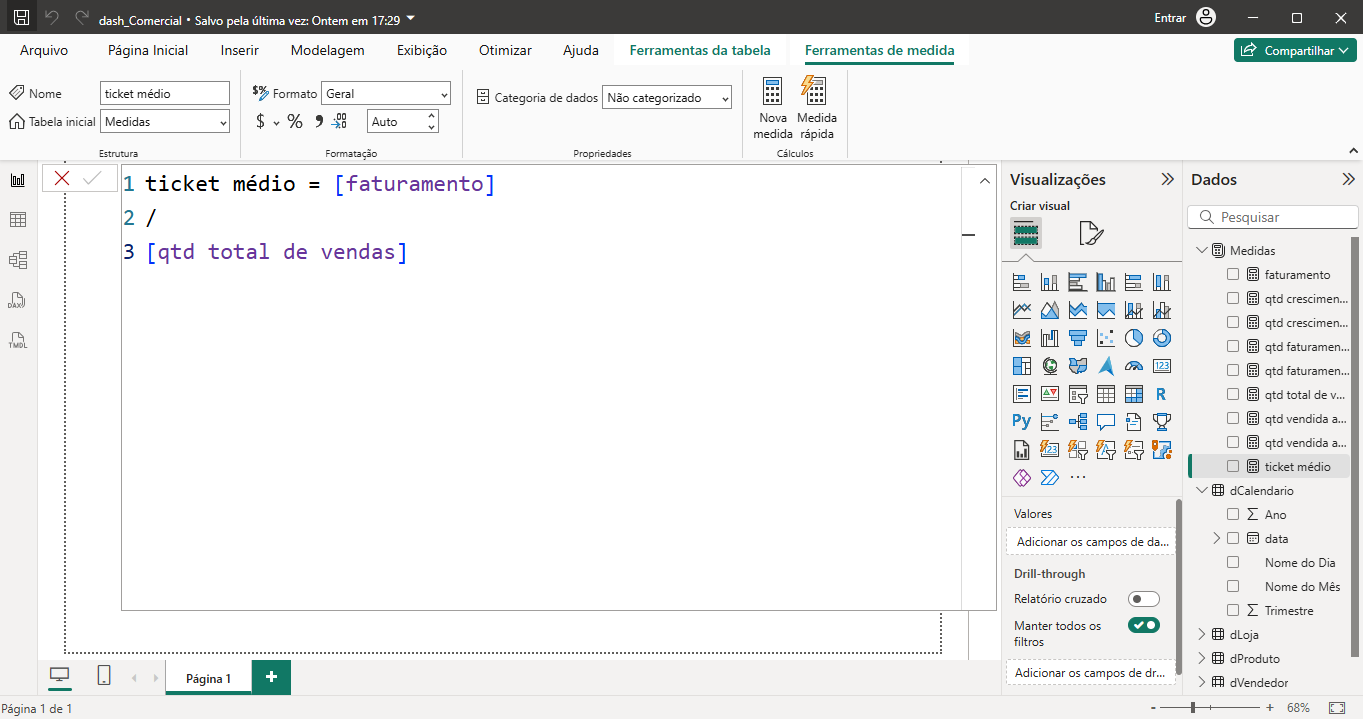 dash_Comercial • Salvo pela última vez: Ontem em 17:29
Entrar
Arquivo
Página Inicial
Inserir
Modelagem
Exibição
Otimizar
Ajuda
Ferramentas da tabela
Ferramentas de medida
Compartilhar
Nome
ticket médio
Tabela inicial
Medidas
Estrutura
$% Formato
Geral
$ % 9
Auto
Formatação
Categoria de dados
Não categorizado
Propriedades
Nova medida
Medida rápida
Cálculos
1 ticket médio = [faturamento]
2 /
3 [qtd total de vendas]
DAX
TMDL
Visualizações
Criar visual
123
R
Py
123
...
Valores
Adicionar os campos de da...
Drill-through
Relatório cruzado
Manter todos os
filtros
Adicionar os campos de dr...
Dados
Pesquisar
Medidas
faturamento
qtd crescimen...
qtd crescimen...
qtd faturamen...
qtd faturamen...
qtd total de v...
qtd vendida a...
qtd vendida a...
ticket médio
dCalendario
Ano
data
Nome do Dia
Nome do Mês
Trimestre
dLoja
dProduto
dVendedor
Página 1
+
Página 1 de 1
- + 68%